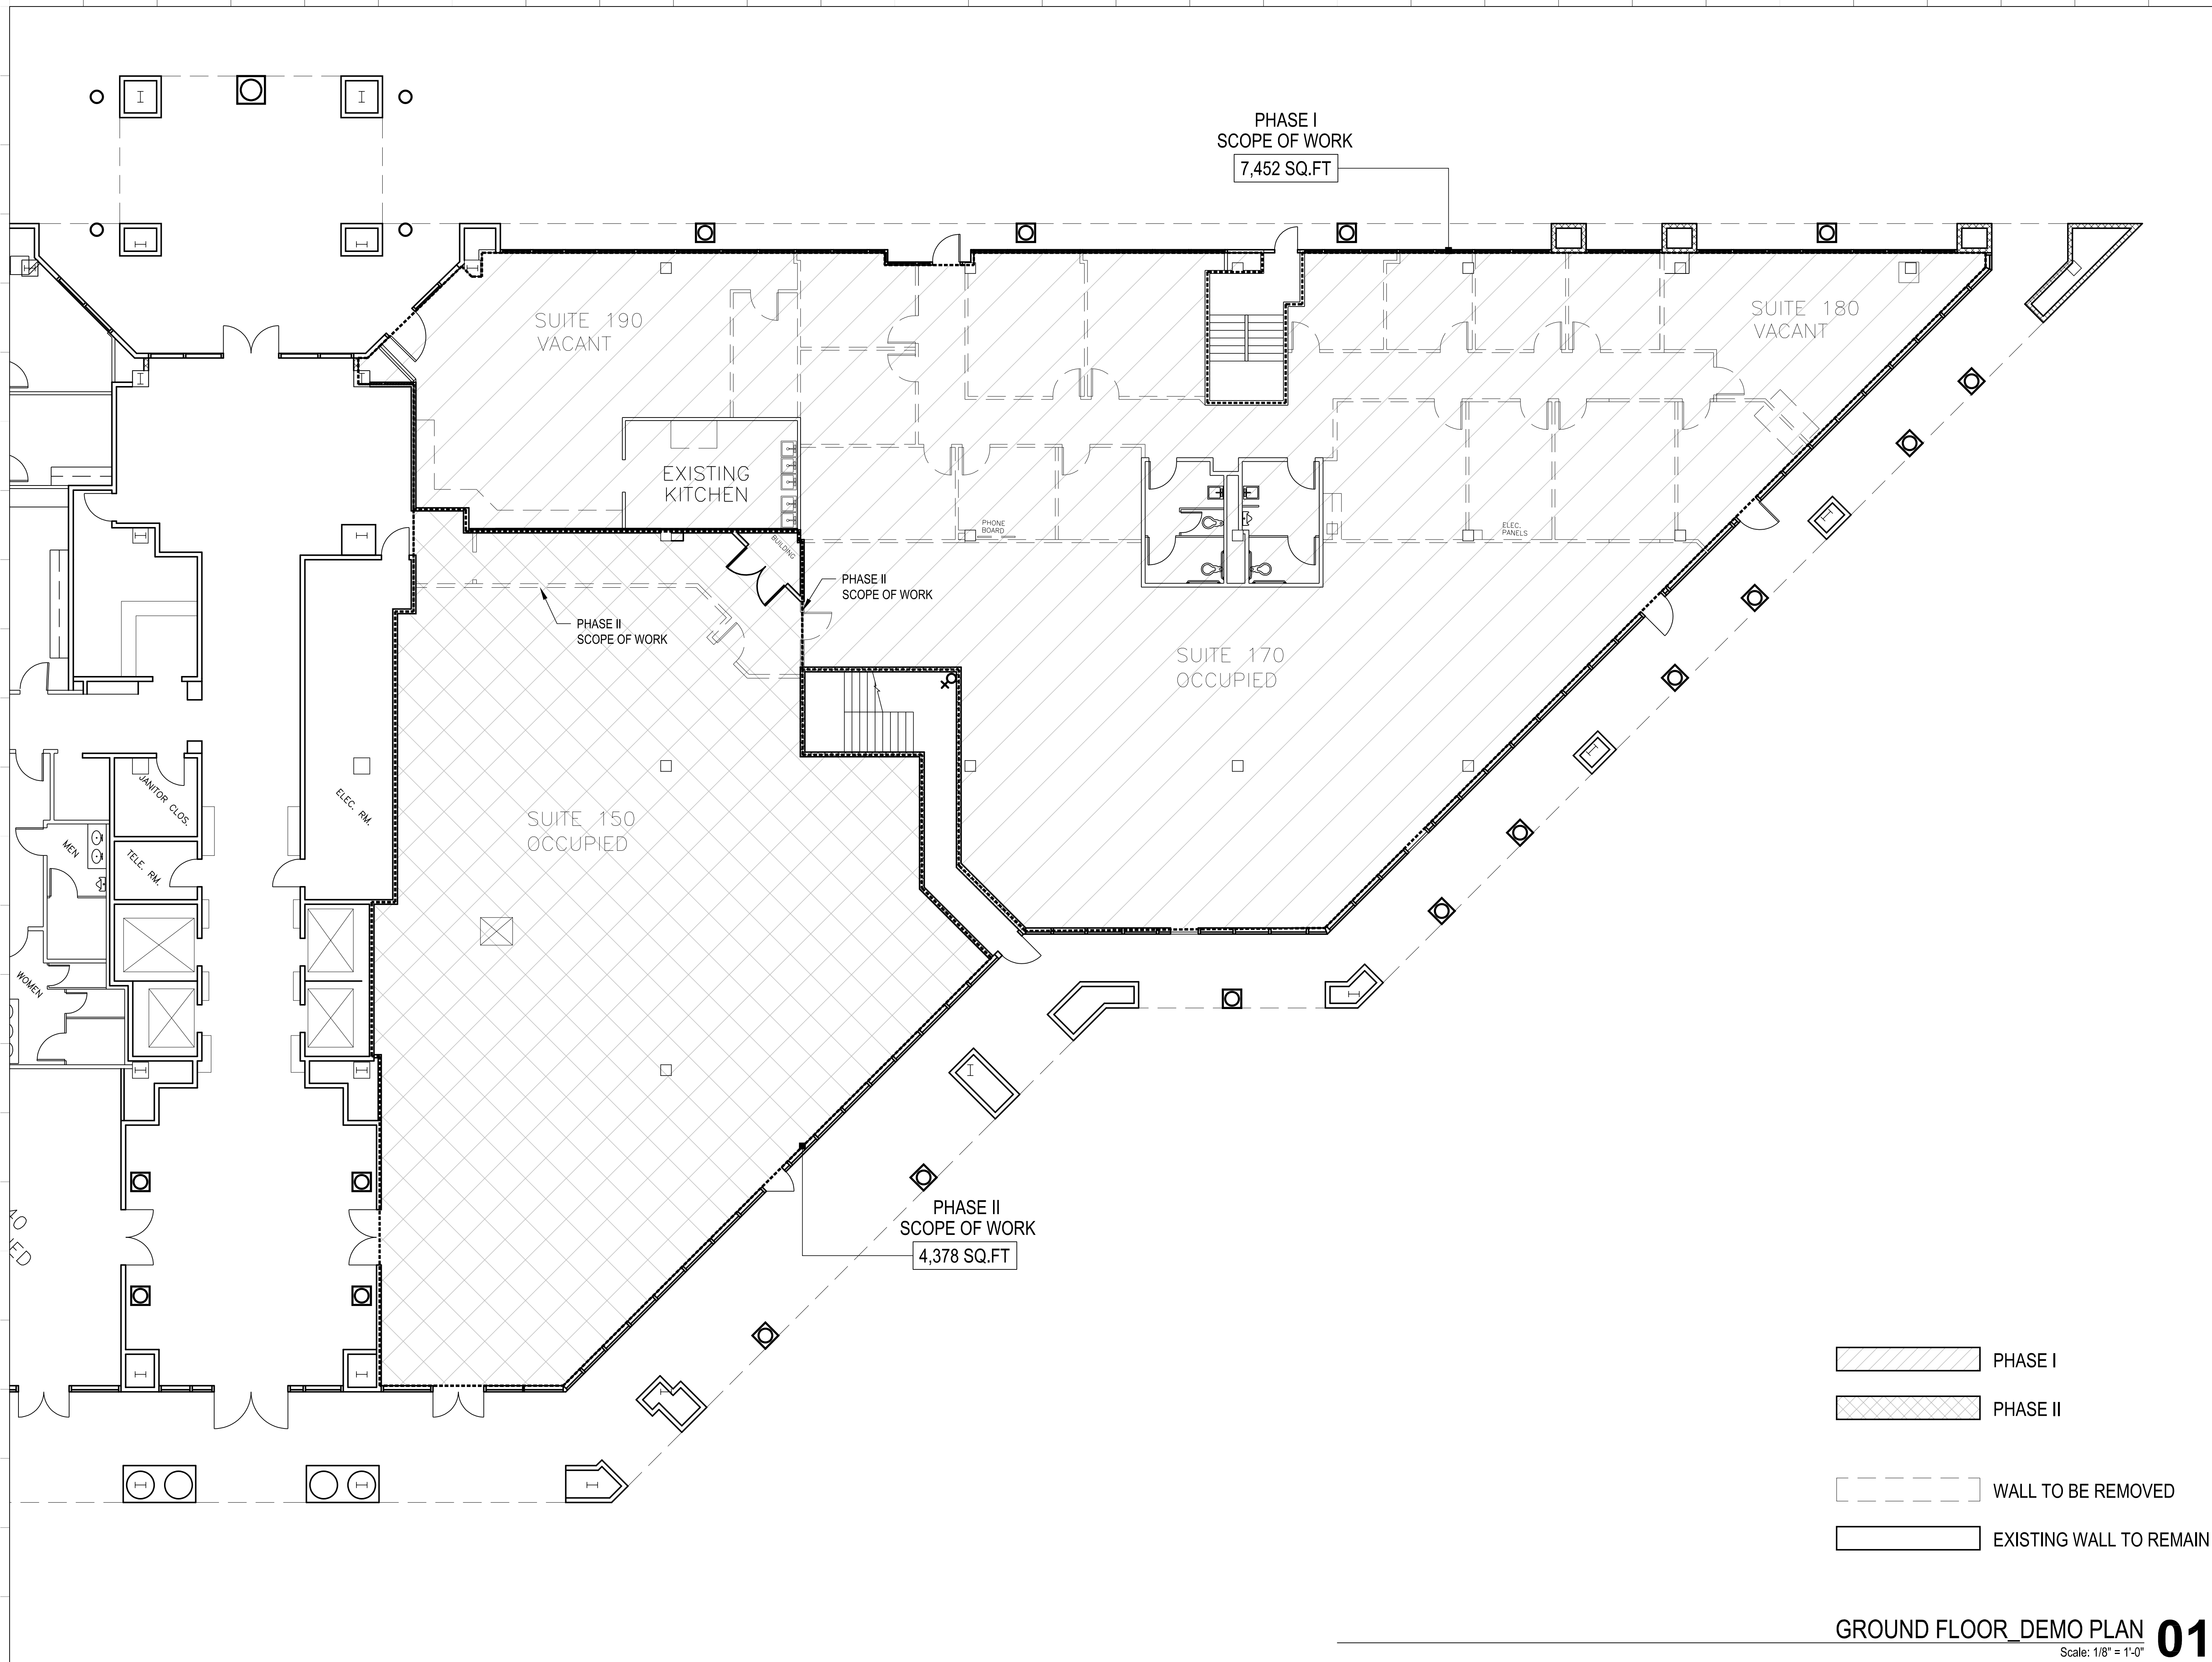 PHASE I
SCOPE OF WORK
7,452 SQ.FT
SUITE 190
VACANT
SUITE 180
VACANT
EXISTING
KITCHEN
PHONE
BOARD
ELEC.
PANELS
BUILDING
PHASE II
SCOPE OF WORK
PHASE II
SCOPE OF WORK
SUITE 170
OCCUPIED
JANITOR CLOS.
ELEC. RM.
SUITE 150
OCCUPIED
MEN
TELE. RM.
WOMEN
PHASE II
SCOPE OF WORK
4,378 SQ.FT
PHASE I
PHASE II
WALL TO BE REMOVED
EXISTING WALL TO REMAIN
GROUND FLOOR_DEMO PLAN
01
Scale: 1/8" = 1'-0"